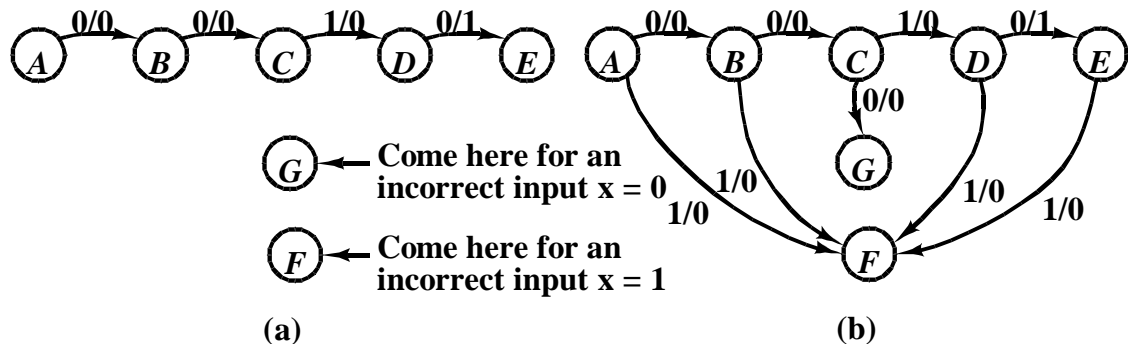 0/0 0/0 1/0 0/1
A B C D E
G Come here for an
incorrect input x = 0
F Come here for an
incorrect input x = 1
(a)
0/0 0/0 1/0 0/1
A B C D E
0/0
G
1/0 1/0 1/0 1/0
F
(b)